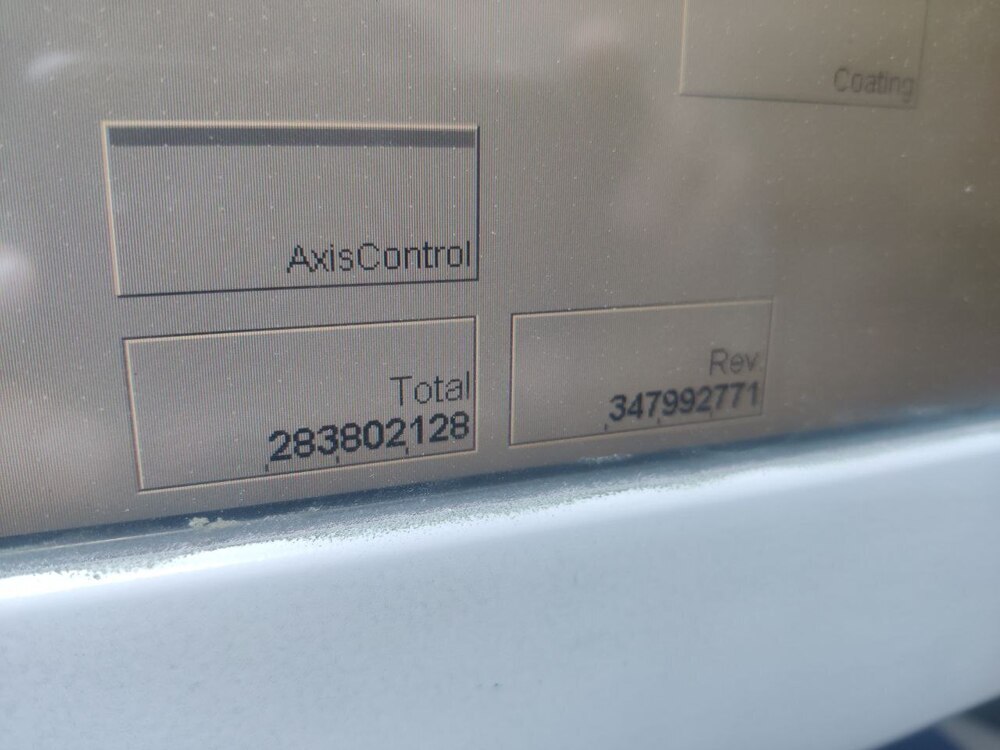 Coating
AxisControl
Total
283802128
Rev.
347992771